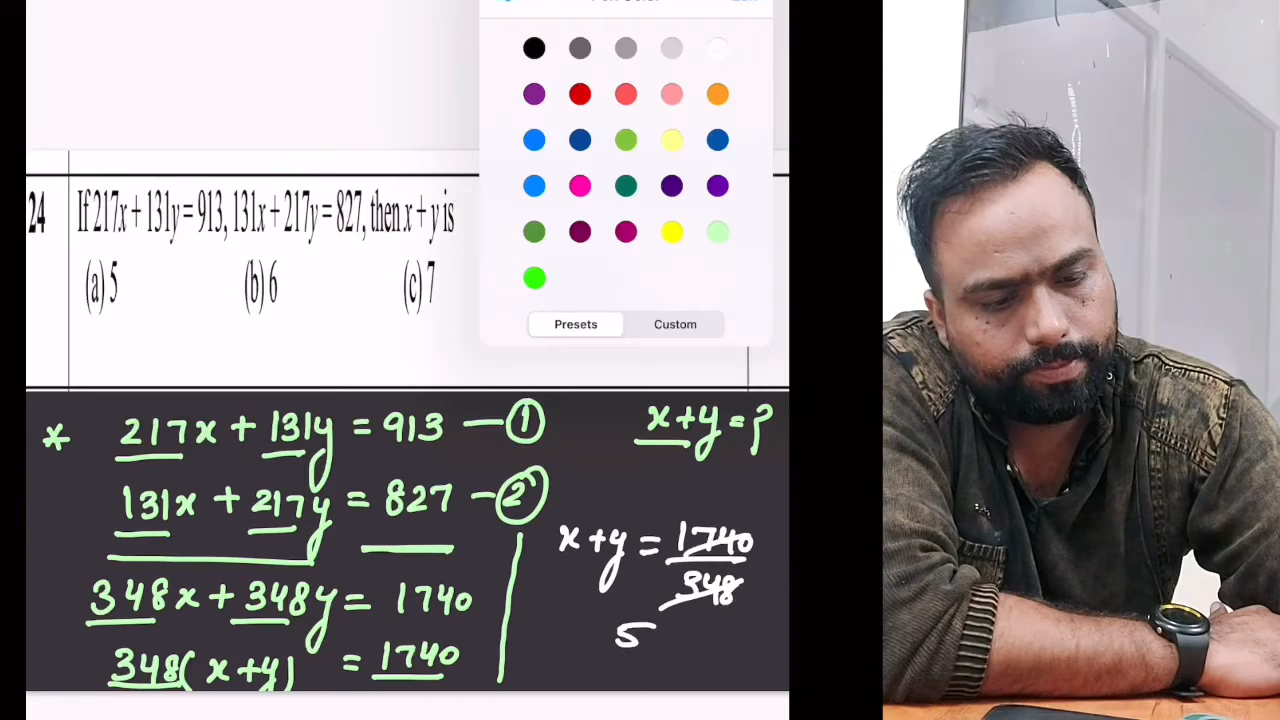 24
If 217x + 131y = 913, 131x + 217y = 827, then x + y is
(a) 5 (b) 6 (c) 7
Presets Custom
* 217x + 131y = 913 — ①
131x + 217y = 827 — ②
348x + 348y = 1740
348( x + y) = 1740
x + y = ?
x + y = 1740
348
5